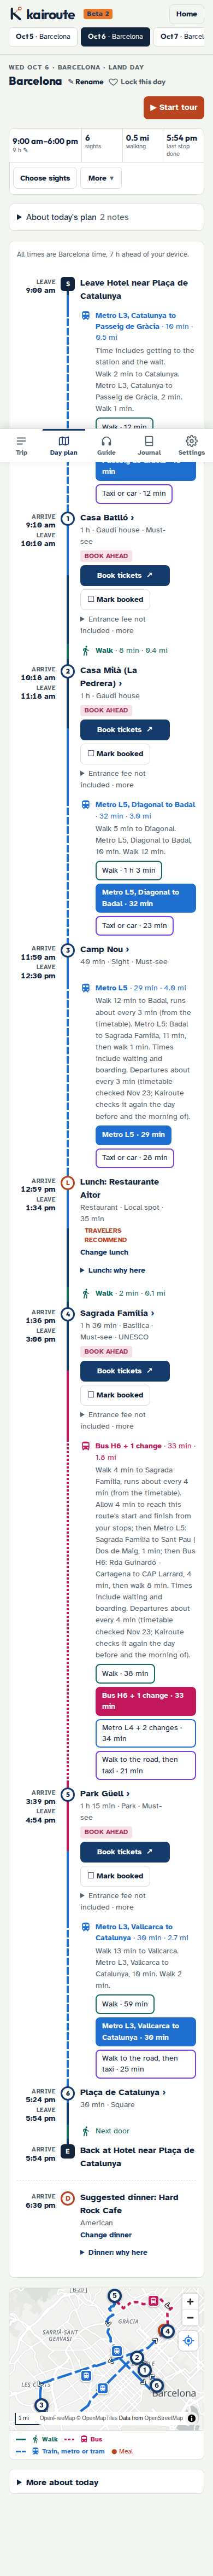 kairoute Beta 2 Home
Oct 5 · Barcelona Oct 6 · Barcelona Oct 7 · Barcel
WED OCT 6 · BARCELONA · LAND DAY
Barcelona ✎ Rename Lock this day
▶ Start tour
9:00 am–6:00 pm
9 h ✎
6
sights
0.5 mi
walking
5:54 pm
last stop
done
Choose sights More ▾
▶ About today's plan 2 notes
All times are Barcelona time, 7 h ahead of your device.
LEAVE
9:00 am
S
Leave Hotel near Plaça de
Catalunya
Metro L3, Catalunya to
Passeig de Gràcia · 10 min ·
0.5 mi
Time includes getting to the
station and the wait.
Walk 2 min to Catalunya.
Metro L3, Catalunya to
Passeig de Gràcia, 2 min.
Walk 1 min.
Walk · 12 min
Trip Day plan Guide Journal Settings
min
Taxi or car · 12 min
ARRIVE
9:10 am
LEAVE
10:10 am
1
Casa Batlló ›
1 h · Gaudí house · Must-
see
BOOK AHEAD
Book tickets ↗
☐ Mark booked
▶ Entrance fee not
included · more
Walk · 8 min · 0.4 mi
ARRIVE
10:18 am
LEAVE
11:18 am
2
Casa Milà (La
Pedrera) ›
1 h · Gaudí house
BOOK AHEAD
Book tickets ↗
☐ Mark booked
▶ Entrance fee not
included · more
Metro L5, Diagonal to Badal
· 32 min · 3.0 mi
Walk 5 min to Diagonal.
Metro L5, Diagonal to Badal,
10 min. Walk 12 min.
Walk · 1 h 3 min
Metro L5, Diagonal to
Badal · 32 min
Taxi or car · 23 min
ARRIVE
11:50 am
LEAVE
12:30 pm
3
Camp Nou ›
40 min · Sight · Must-see
Metro L5 · 29 min · 4.0 mi
Walk 12 min to Badal, runs
about every 3 min (from the
timetable). Metro L5: Badal
to Sagrada Família, 11 min,
then walk 1 min. Times
include waiting and
boarding. Departures about
every 3 min (timetable
checked Nov 23; Kairoute
checks it again the day
before and the morning of).
Metro L5 · 29 min
Taxi or car · 28 min
ARRIVE
12:59 pm
LEAVE
1:34 pm
L
Lunch: Restaurante
Aitor
Restaurant · Local spot ·
35 min
TRAVELERS
RECOMMEND
Change lunch
▶ Lunch: why here
Walk · 2 min · 0.1 mi
ARRIVE
1:36 pm
LEAVE
3:06 pm
4
Sagrada Família ›
1 h 30 min · Basilica ·
Must-see · UNESCO
BOOK AHEAD
Book tickets ↗
☐ Mark booked
▶ Entrance fee not
included · more
Bus H6 + 1 change · 33 min ·
1.8 mi
Walk 4 min to Sagrada
Família, runs about every 4
min (from the timetable).
Allow 4 min to reach this
route's start and finish from
your stops; then Metro L5:
Sagrada Família to Sant Pau |
Dos de Maig, 1 min; then Bus
H6: Rda Guinardó -
Cartagena to CAP Larrard, 4
min, then walk 8 min. Times
include waiting and
boarding. Departures about
every 4 min (timetable
checked Nov 23; Kairoute
checks it again the day
before and the morning of).
Walk · 38 min
Bus H6 + 1 change · 33
min
Metro L4 + 2 changes ·
34 min
Walk to the road, then
taxi · 21 min
ARRIVE
3:39 pm
LEAVE
4:54 pm
5
Park Güell ›
1 h 15 min · Park · Must-
see
BOOK AHEAD
Book tickets ↗
☐ Mark booked
▶ Entrance fee not
included · more
Metro L3, Vallcarca to
Catalunya · 30 min · 2.7 mi
Walk 13 min to Vallcarca.
Metro L3, Vallcarca to
Catalunya, 10 min. Walk 2
min.
Walk · 59 min
Metro L3, Vallcarca to
Catalunya · 30 min
Walk to the road, then
taxi · 25 min
ARRIVE
5:24 pm
LEAVE
5:54 pm
6
Plaça de Catalunya ›
30 min · Square
Next door
ARRIVE
5:54 pm
E
Back at Hotel near Plaça de
Catalunya
ARRIVE
6:30 pm
D
Suggested dinner: Hard
Rock Cafe
American
Change dinner
▶ Dinner: why here
GRÀCIA
SARRIÀ-SANT
GERVASI
Barcelona
5
4
2
1
6
3
+
−
1 mi
OpenFreeMap © OpenMapTiles Data from OpenStreetMap
Walk Bus
Train, metro or tram Meal
▶ More about today